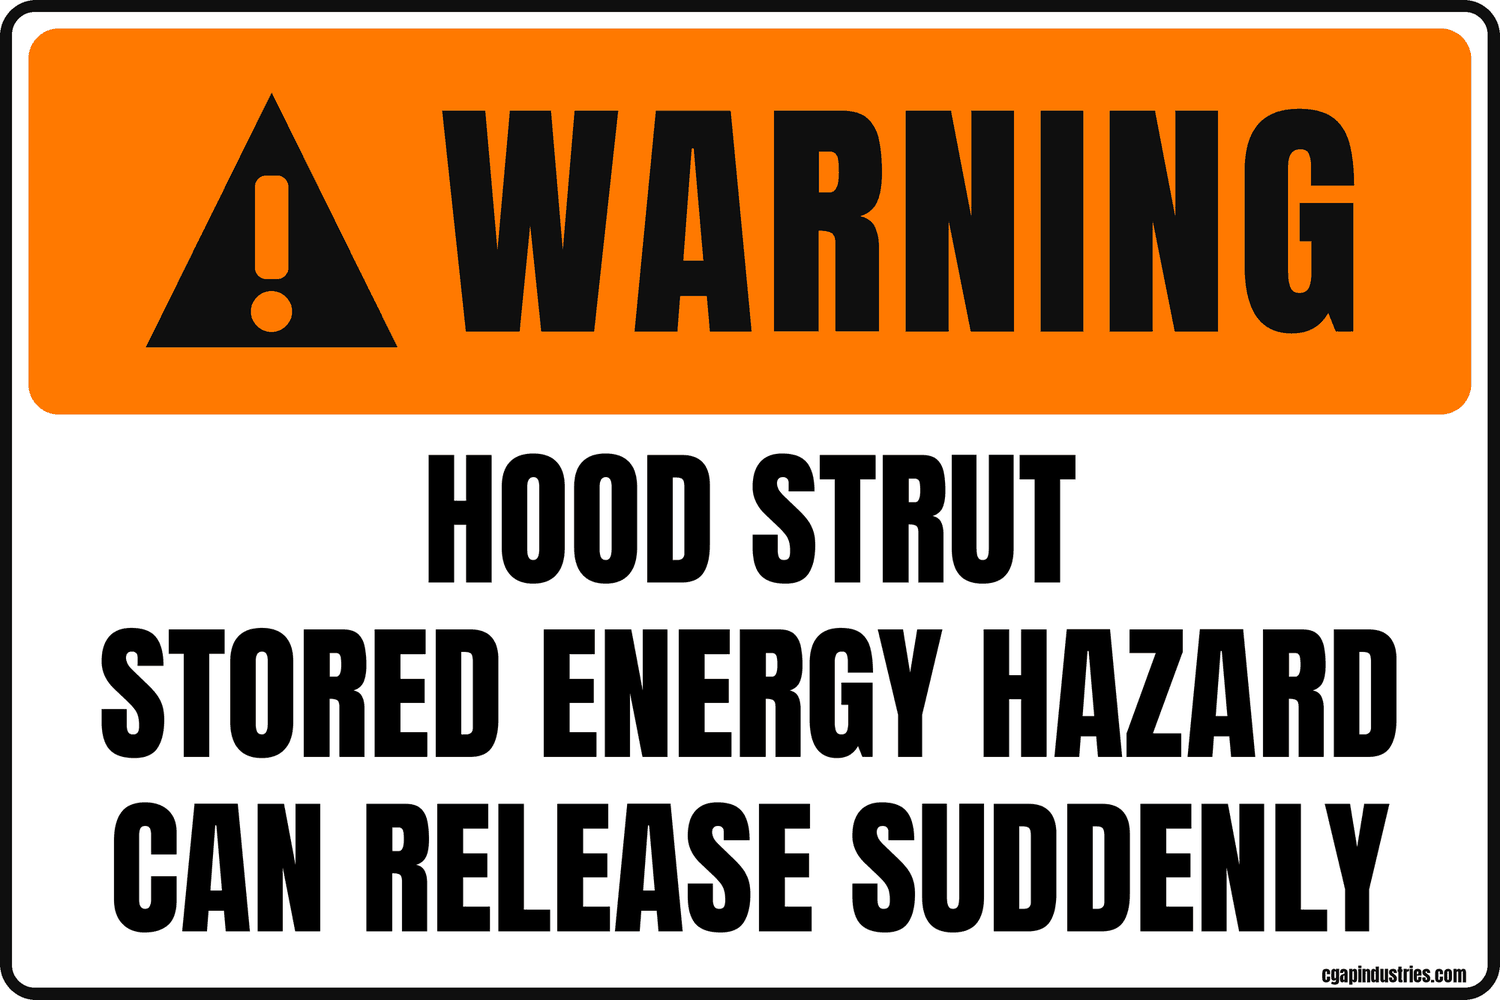 WARNING
HOOD STRUT
STORED ENERGY HAZARD
CAN RELEASE SUDDENLY
cgapindustries.com